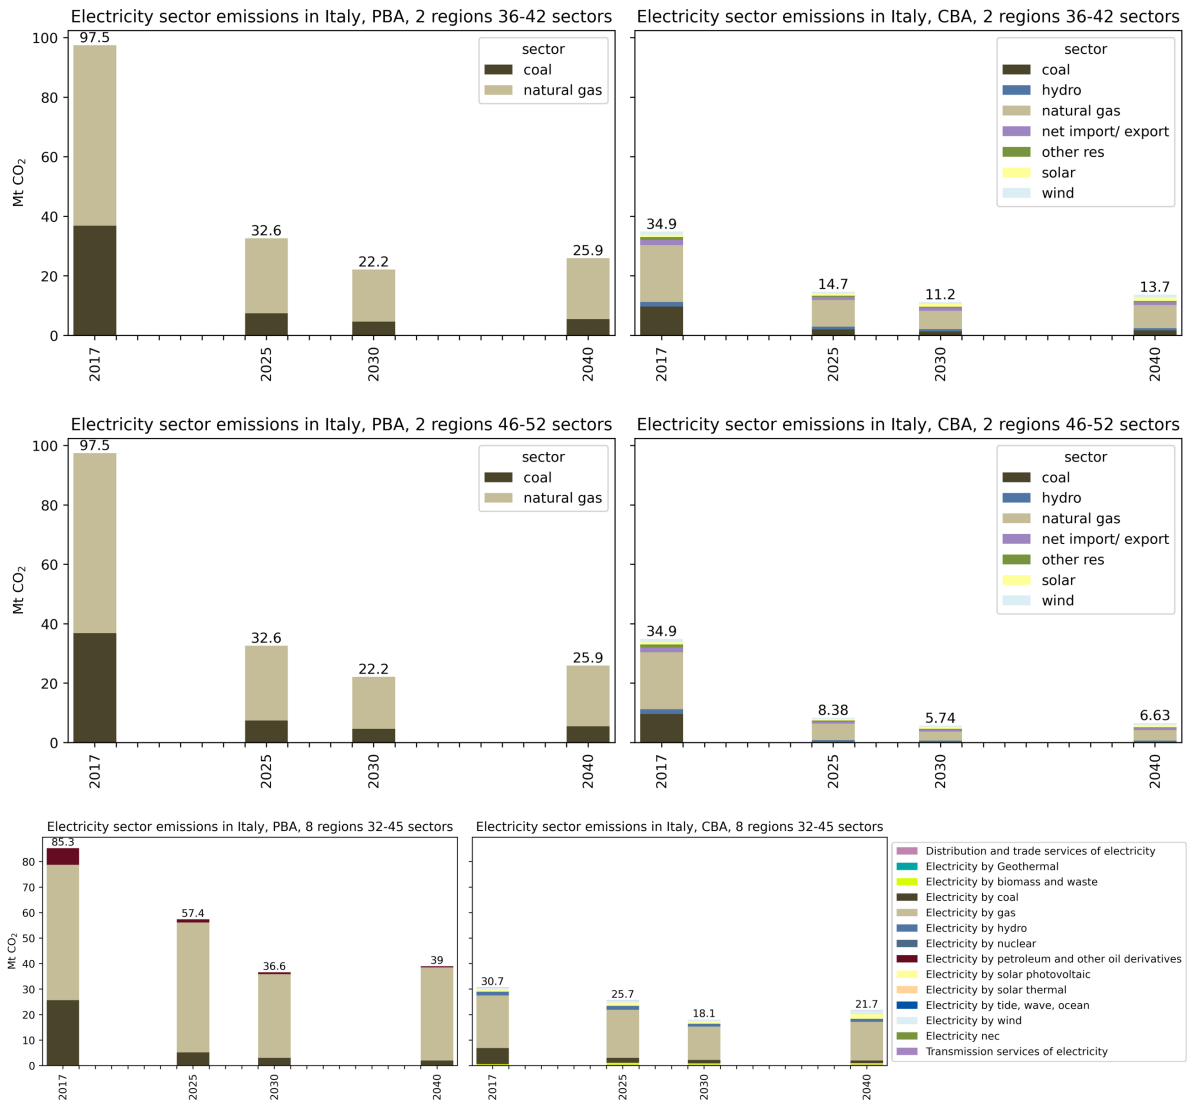 Electricity sector emissions in Italy, PBA, 2 regions 36-42 sectors
97.5
100
80
60
40
20
0
Mt CO₂
sector
coal
natural gas
32.6
22.2
25.9
2017
2025
2030
2040
Electricity sector emissions in Italy, CBA, 2 regions 36-42 sectors
sector
coal
hydro
natural gas
net import/ export
other res
solar
wind
34.9
14.7
11.2
13.7
2017
2025
2030
2040
Electricity sector emissions in Italy, PBA, 2 regions 46-52 sectors
97.5
100
80
60
40
20
0
Mt CO₂
sector
coal
natural gas
32.6
22.2
25.9
2017
2025
2030
2040
Electricity sector emissions in Italy, CBA, 2 regions 46-52 sectors
sector
coal
hydro
natural gas
net import/ export
other res
solar
wind
34.9
8.38
5.74
6.63
2017
2025
2030
2040
Electricity sector emissions in Italy, PBA, 8 regions 32-45 sectors
85.3
80
70
60
50
40
30
20
10
0
Mt CO₂
57.4
36.6
39
2017
2025
2030
2040
Electricity sector emissions in Italy, CBA, 8 regions 32-45 sectors
30.7
25.7
18.1
21.7
2017
2025
2030
2040
Distribution and trade services of electricity
Electricity by Geothermal
Electricity by biomass and waste
Electricity by coal
Electricity by gas
Electricity by hydro
Electricity by nuclear
Electricity by petroleum and other oil derivatives
Electricity by solar photovoltaic
Electricity by solar thermal
Electricity by tide, wave, ocean
Electricity by wind
Electricity nec
Transmission services of electricity